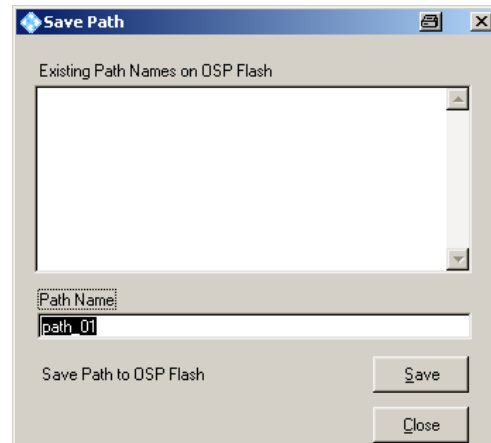 Save Path
Existing Path Names on OSP Flash
Path Name
path_01
Save Path to OSP Flash
Save
Close